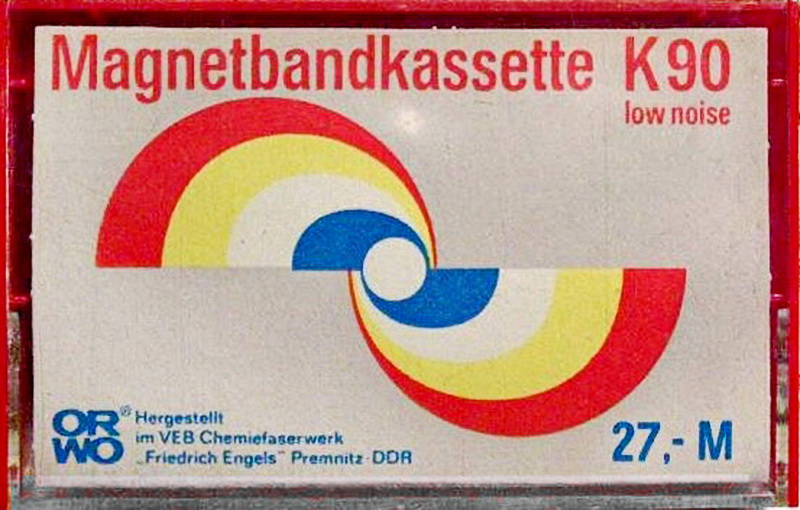 Magnetbandkassette K90
low noise
ORWO® Hergestellt
im VEB Chemiefaserwerk
„Friedrich Engels" Premnitz-DDR
27,- M